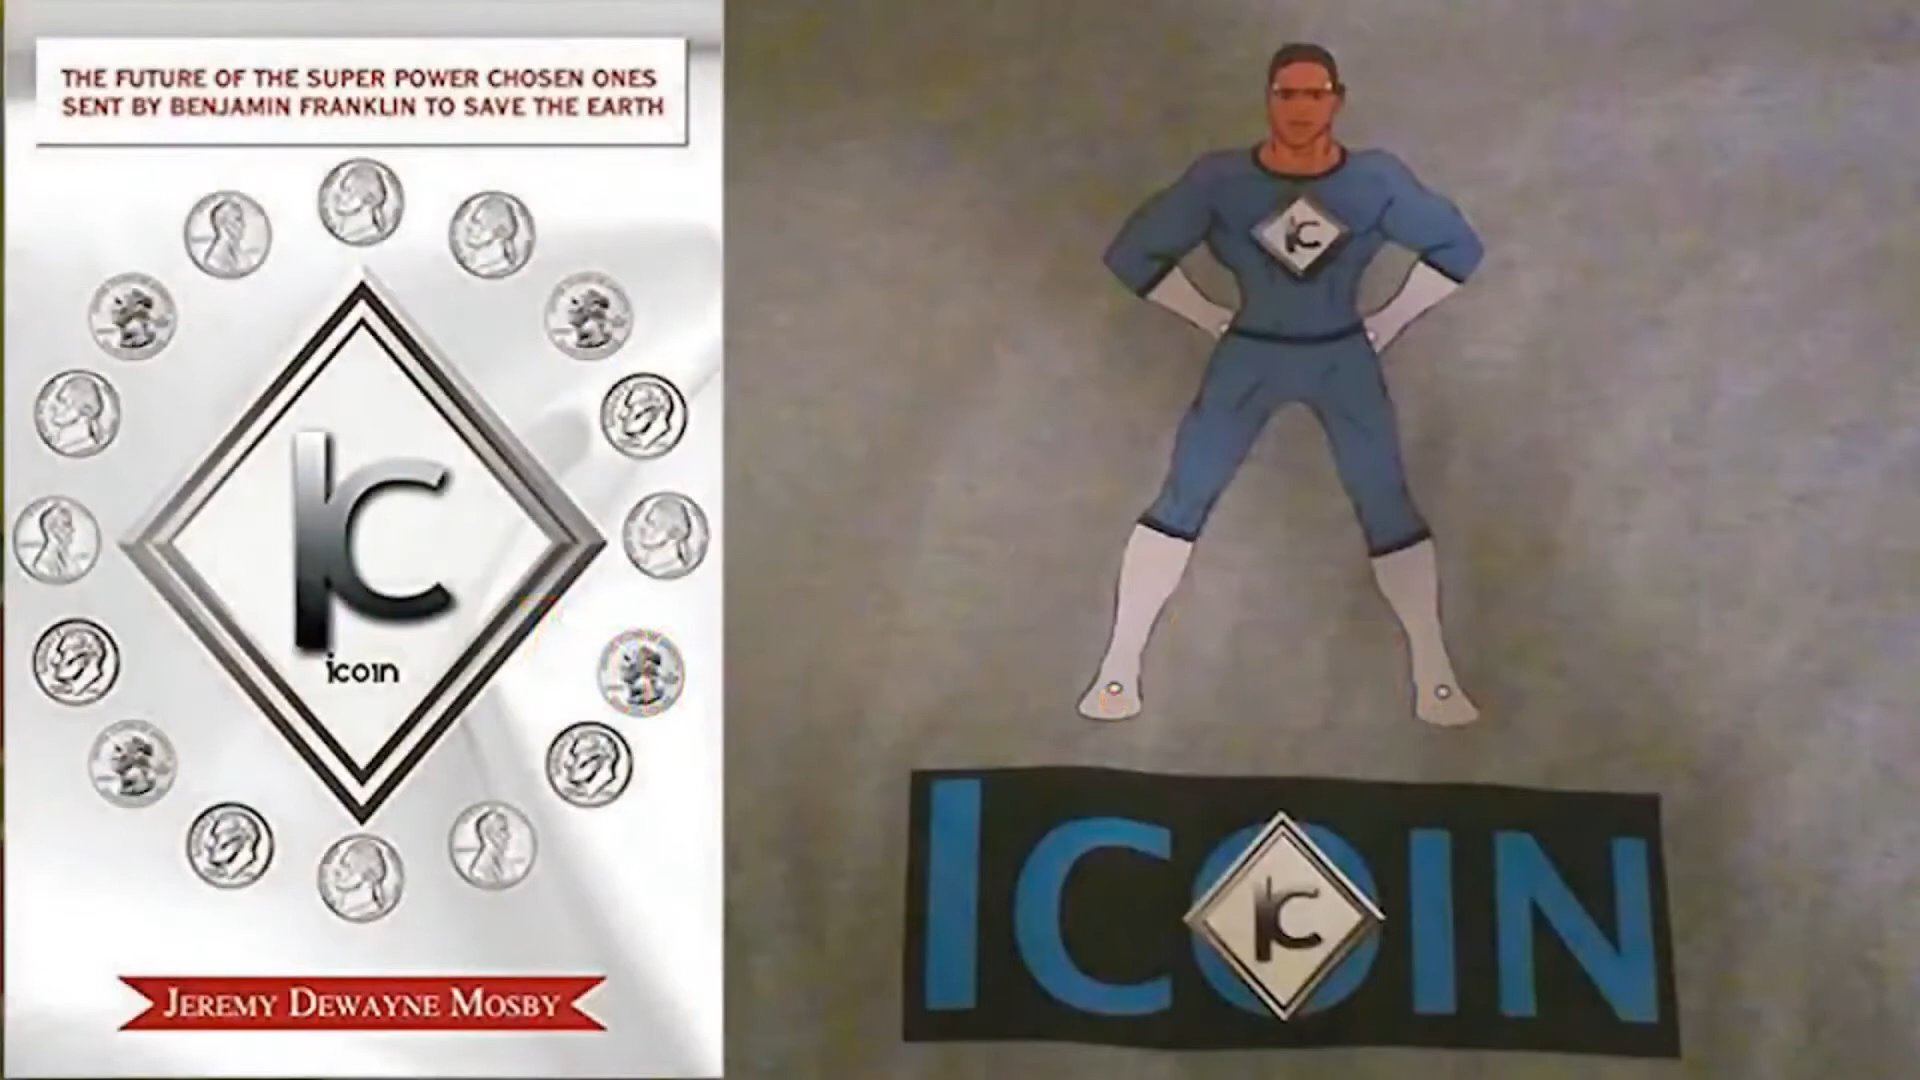 THE FUTURE OF THE SUPER POWER CHOSEN ONES
SENT BY BENJAMIN FRANKLIN TO SAVE THE EARTH
IC
icoin
JEREMY DEWAYNE MOSBY
IC
ICOIN
IC